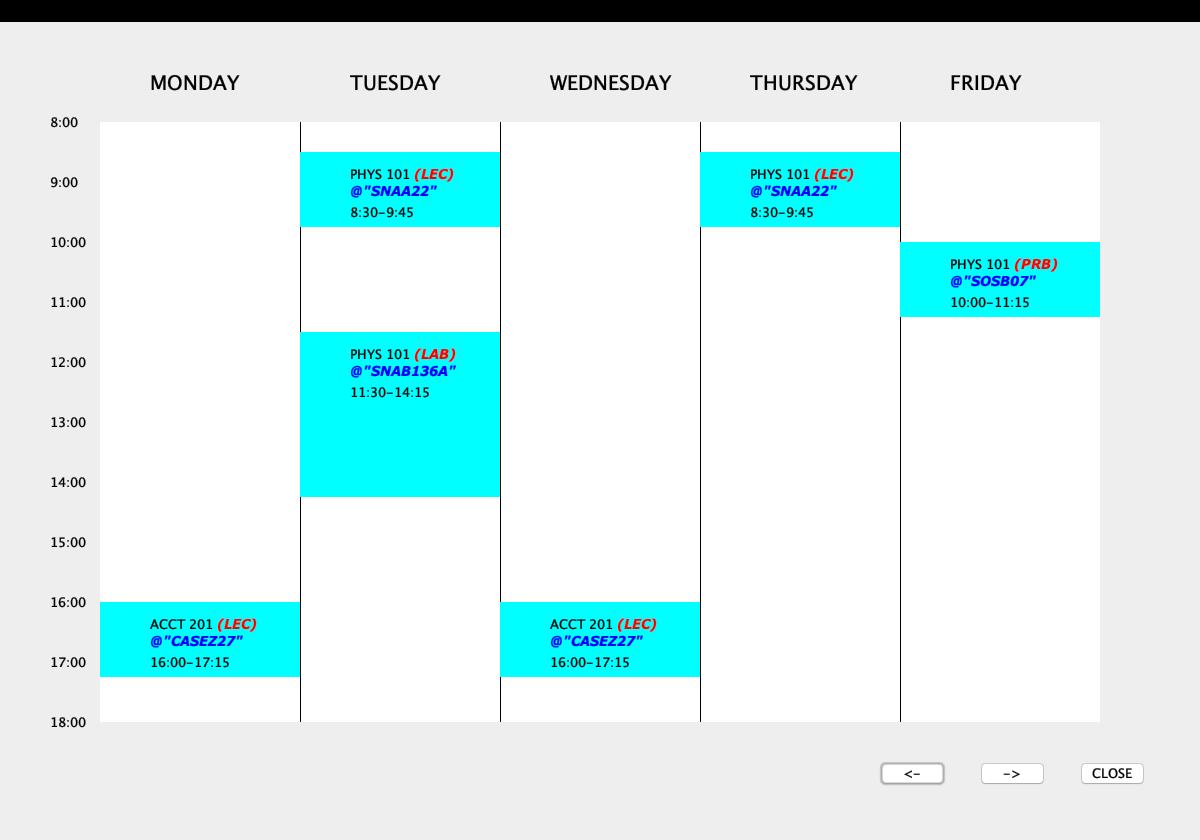 MONDAY TUESDAY WEDNESDAY THURSDAY FRIDAY
8:00
9:00
10:00
11:00
12:00
13:00
14:00
15:00
16:00
17:00
18:00
ACCT 201 (LEC)
@"CASEZ27"
16:00-17:15
PHYS 101 (LEC)
@"SNAA22"
8:30-9:45
PHYS 101 (LAB)
@"SNAB136A"
11:30-14:15
ACCT 201 (LEC)
@"CASEZ27"
16:00-17:15
PHYS 101 (LEC)
@"SNAA22"
8:30-9:45
PHYS 101 (PRB)
@"SOSB07"
10:00-11:15
<- -> CLOSE